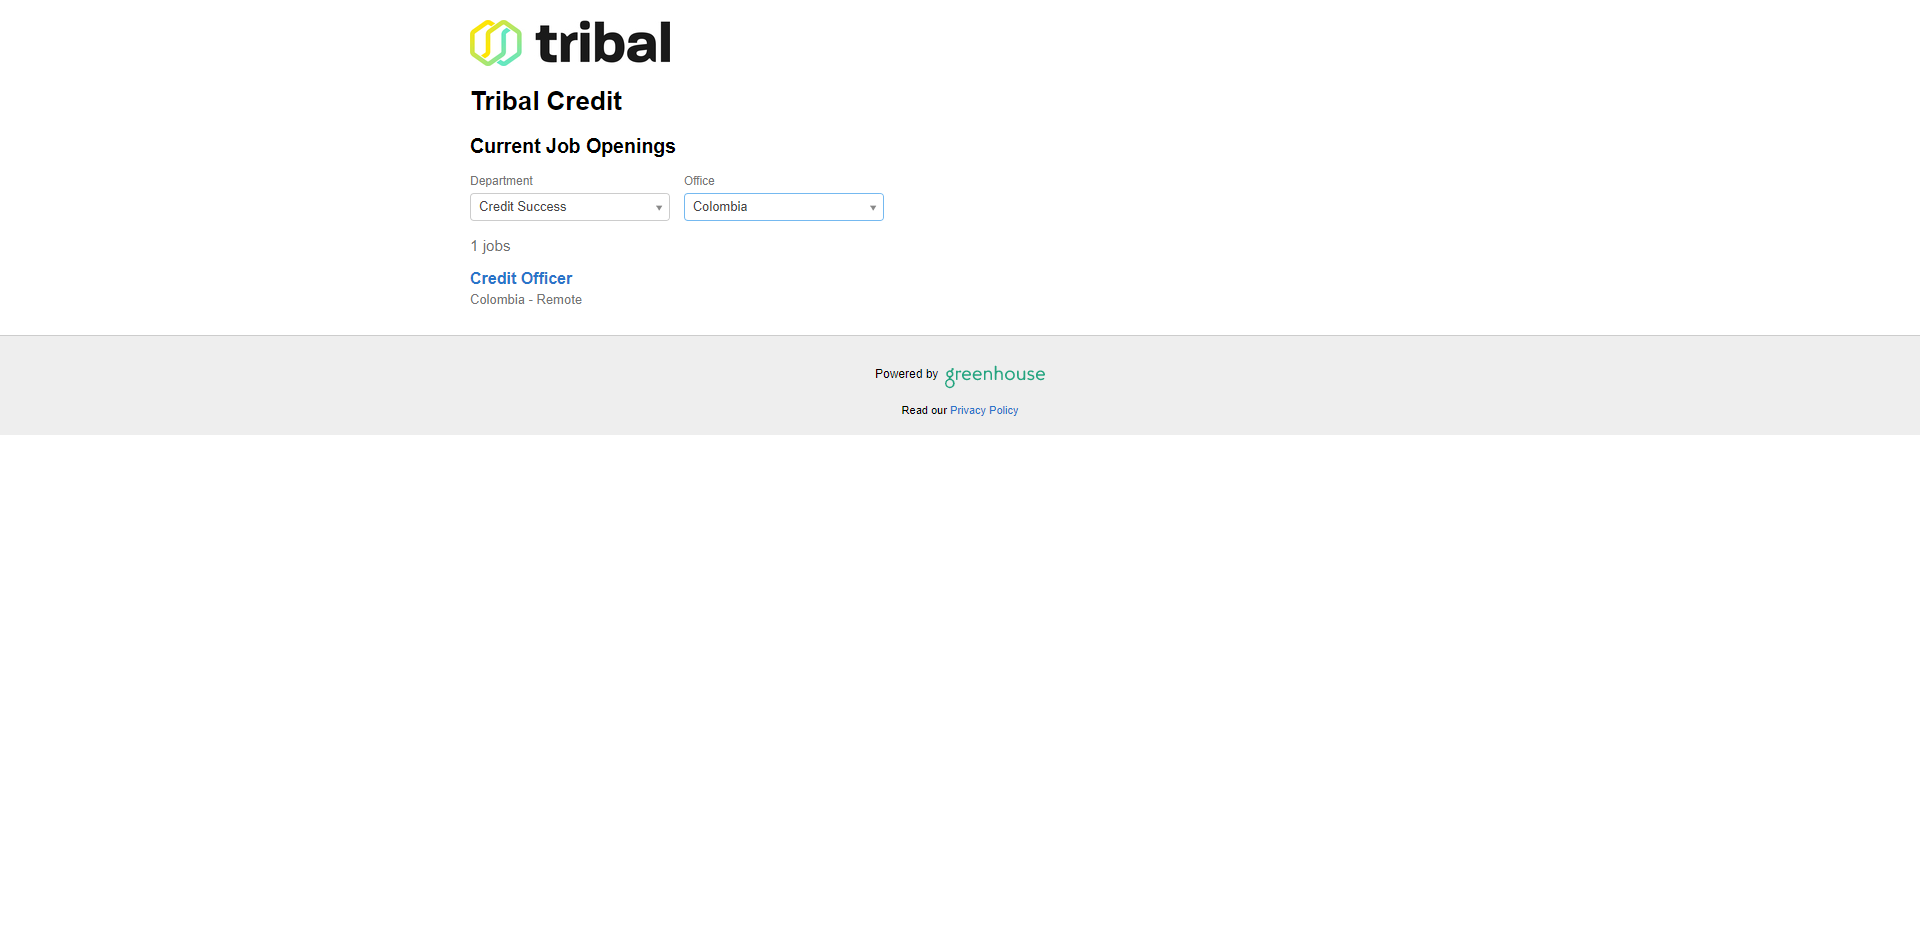 tribal
Tribal Credit
Current Job Openings
Department Office
Credit Success Colombia
1 jobs
Credit Officer
Colombia - Remote
Powered by greenhouse
Read our Privacy Policy